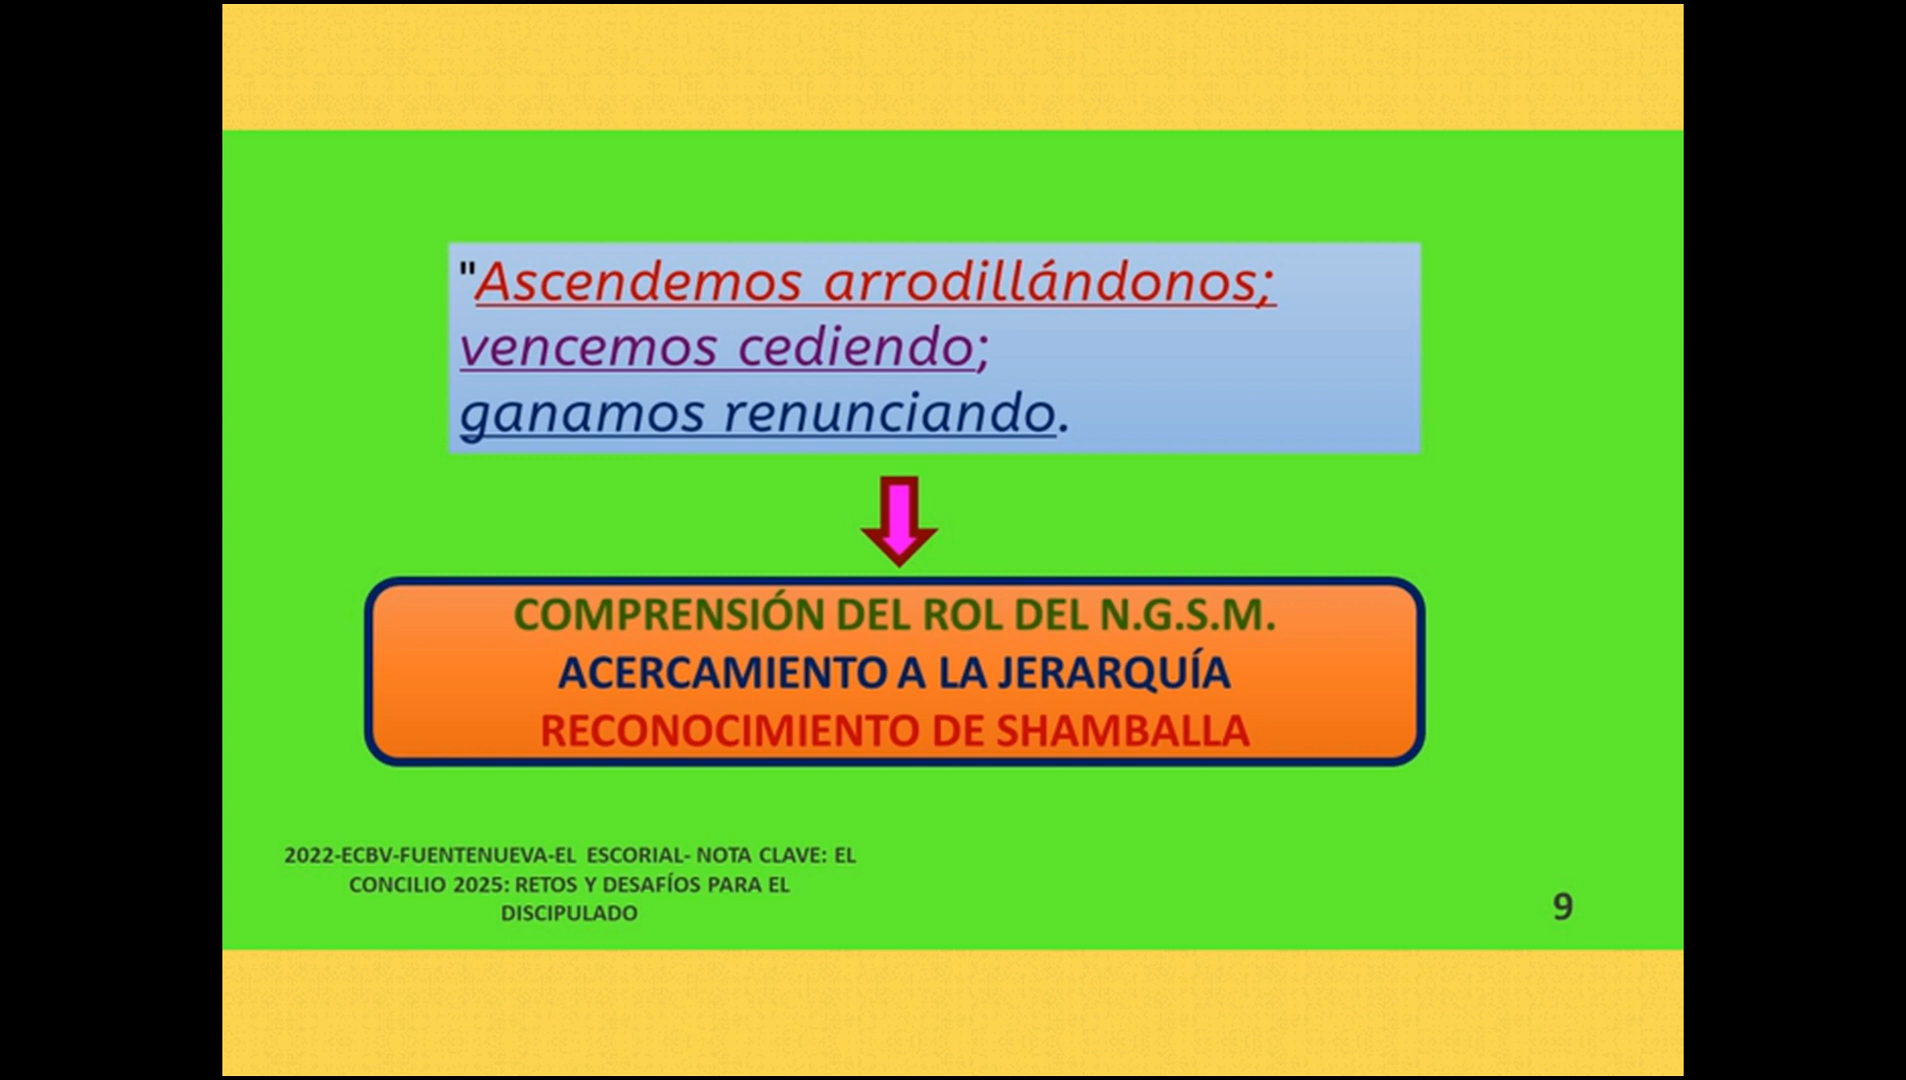 "Ascendemos arrodillándonos;
vencemos cediendo;
ganamos renunciando.
COMPRENSIÓN DEL ROL DEL N.G.S.M.
ACERCAMIENTO A LA JERARQUÍA
RECONOCIMIENTO DE SHAMBALLA
2022-ECBV-FUENTENUEVA-EL ESCORIAL- NOTA CLAVE: EL
CONCILIO 2025: RETOS Y DESAFÍOS PARA EL
DISCIPULADO
9